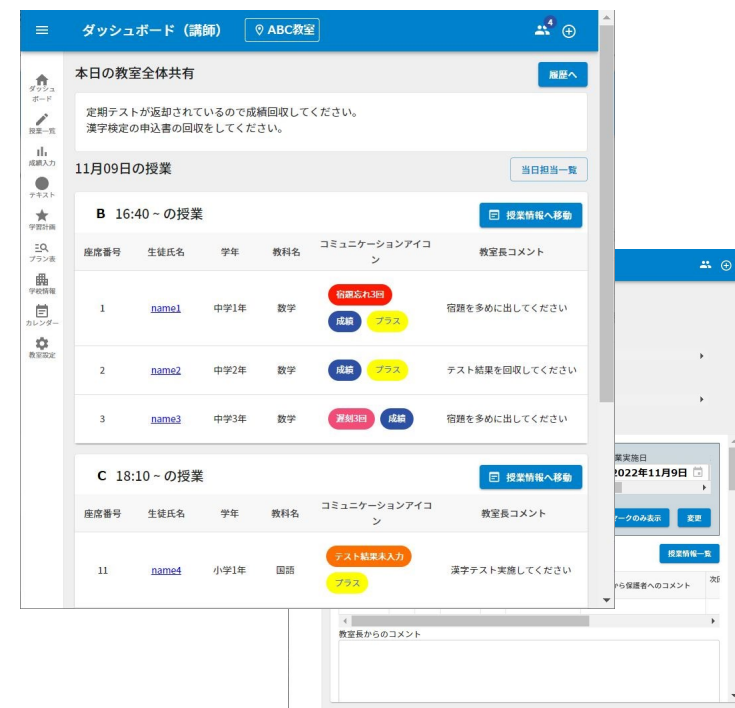 ダッシュボード（講師）
ABC教室
4
ダッシュ
ボード
授業一覧
成績入力
テキスト
学習計画
プラン表
学校情報
カレンダー
教室設定
本日の教室全体共有
履歴へ
定期テストが返却されているので成績回収してください。
漢字検定の申込書の回収をしてください。
11月09日の授業
当日担当一覧
B 16:40 ~ の授業
授業情報へ移動
座席番号 生徒氏名 学年 教科名 コミュニケーションアイコン 教室長コメント
1 name1 中学1年 数学 宿題忘れ3回 成績 プラス 宿題を多めに出してください
2 name2 中学2年 数学 成績 プラス テスト結果を回収してください
3 name3 中学3年 数学 遅刻3回 成績 宿題を多めに出してください
C 18:10 ~ の授業
授業情報へ移動
座席番号 生徒氏名 学年 教科名 コミュニケーションアイコン 教室長コメント
11 name4 小学1年 国語 テスト結果未入力 プラス 漢字テスト実施してください
業実施日
2022年11月9日
マークのみ表示
変更
授業情報一覧
から保護者へのコメント
次回
教室長からのコメント